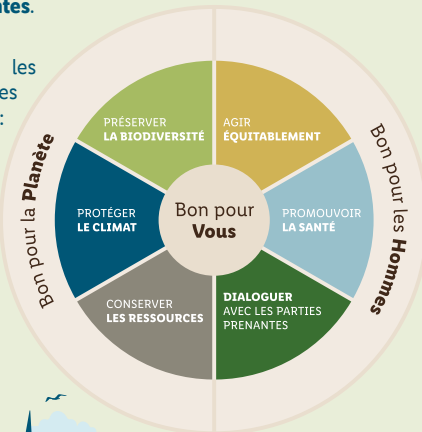 ntes.
les
es
:
PRÉSERVER
LA BIODIVERSITÉ
AGIR
ÉQUITABLEMENT
PROTÉGER
LE CLIMAT
Bon pour
Vous
PROMOUVOIR
LA SANTÉ
CONSERVER
LES RESSOURCES
DIALOGUER
AVEC LES PARTIES
PRENANTES
Bon pour la Planète
Bon pour les Hommes